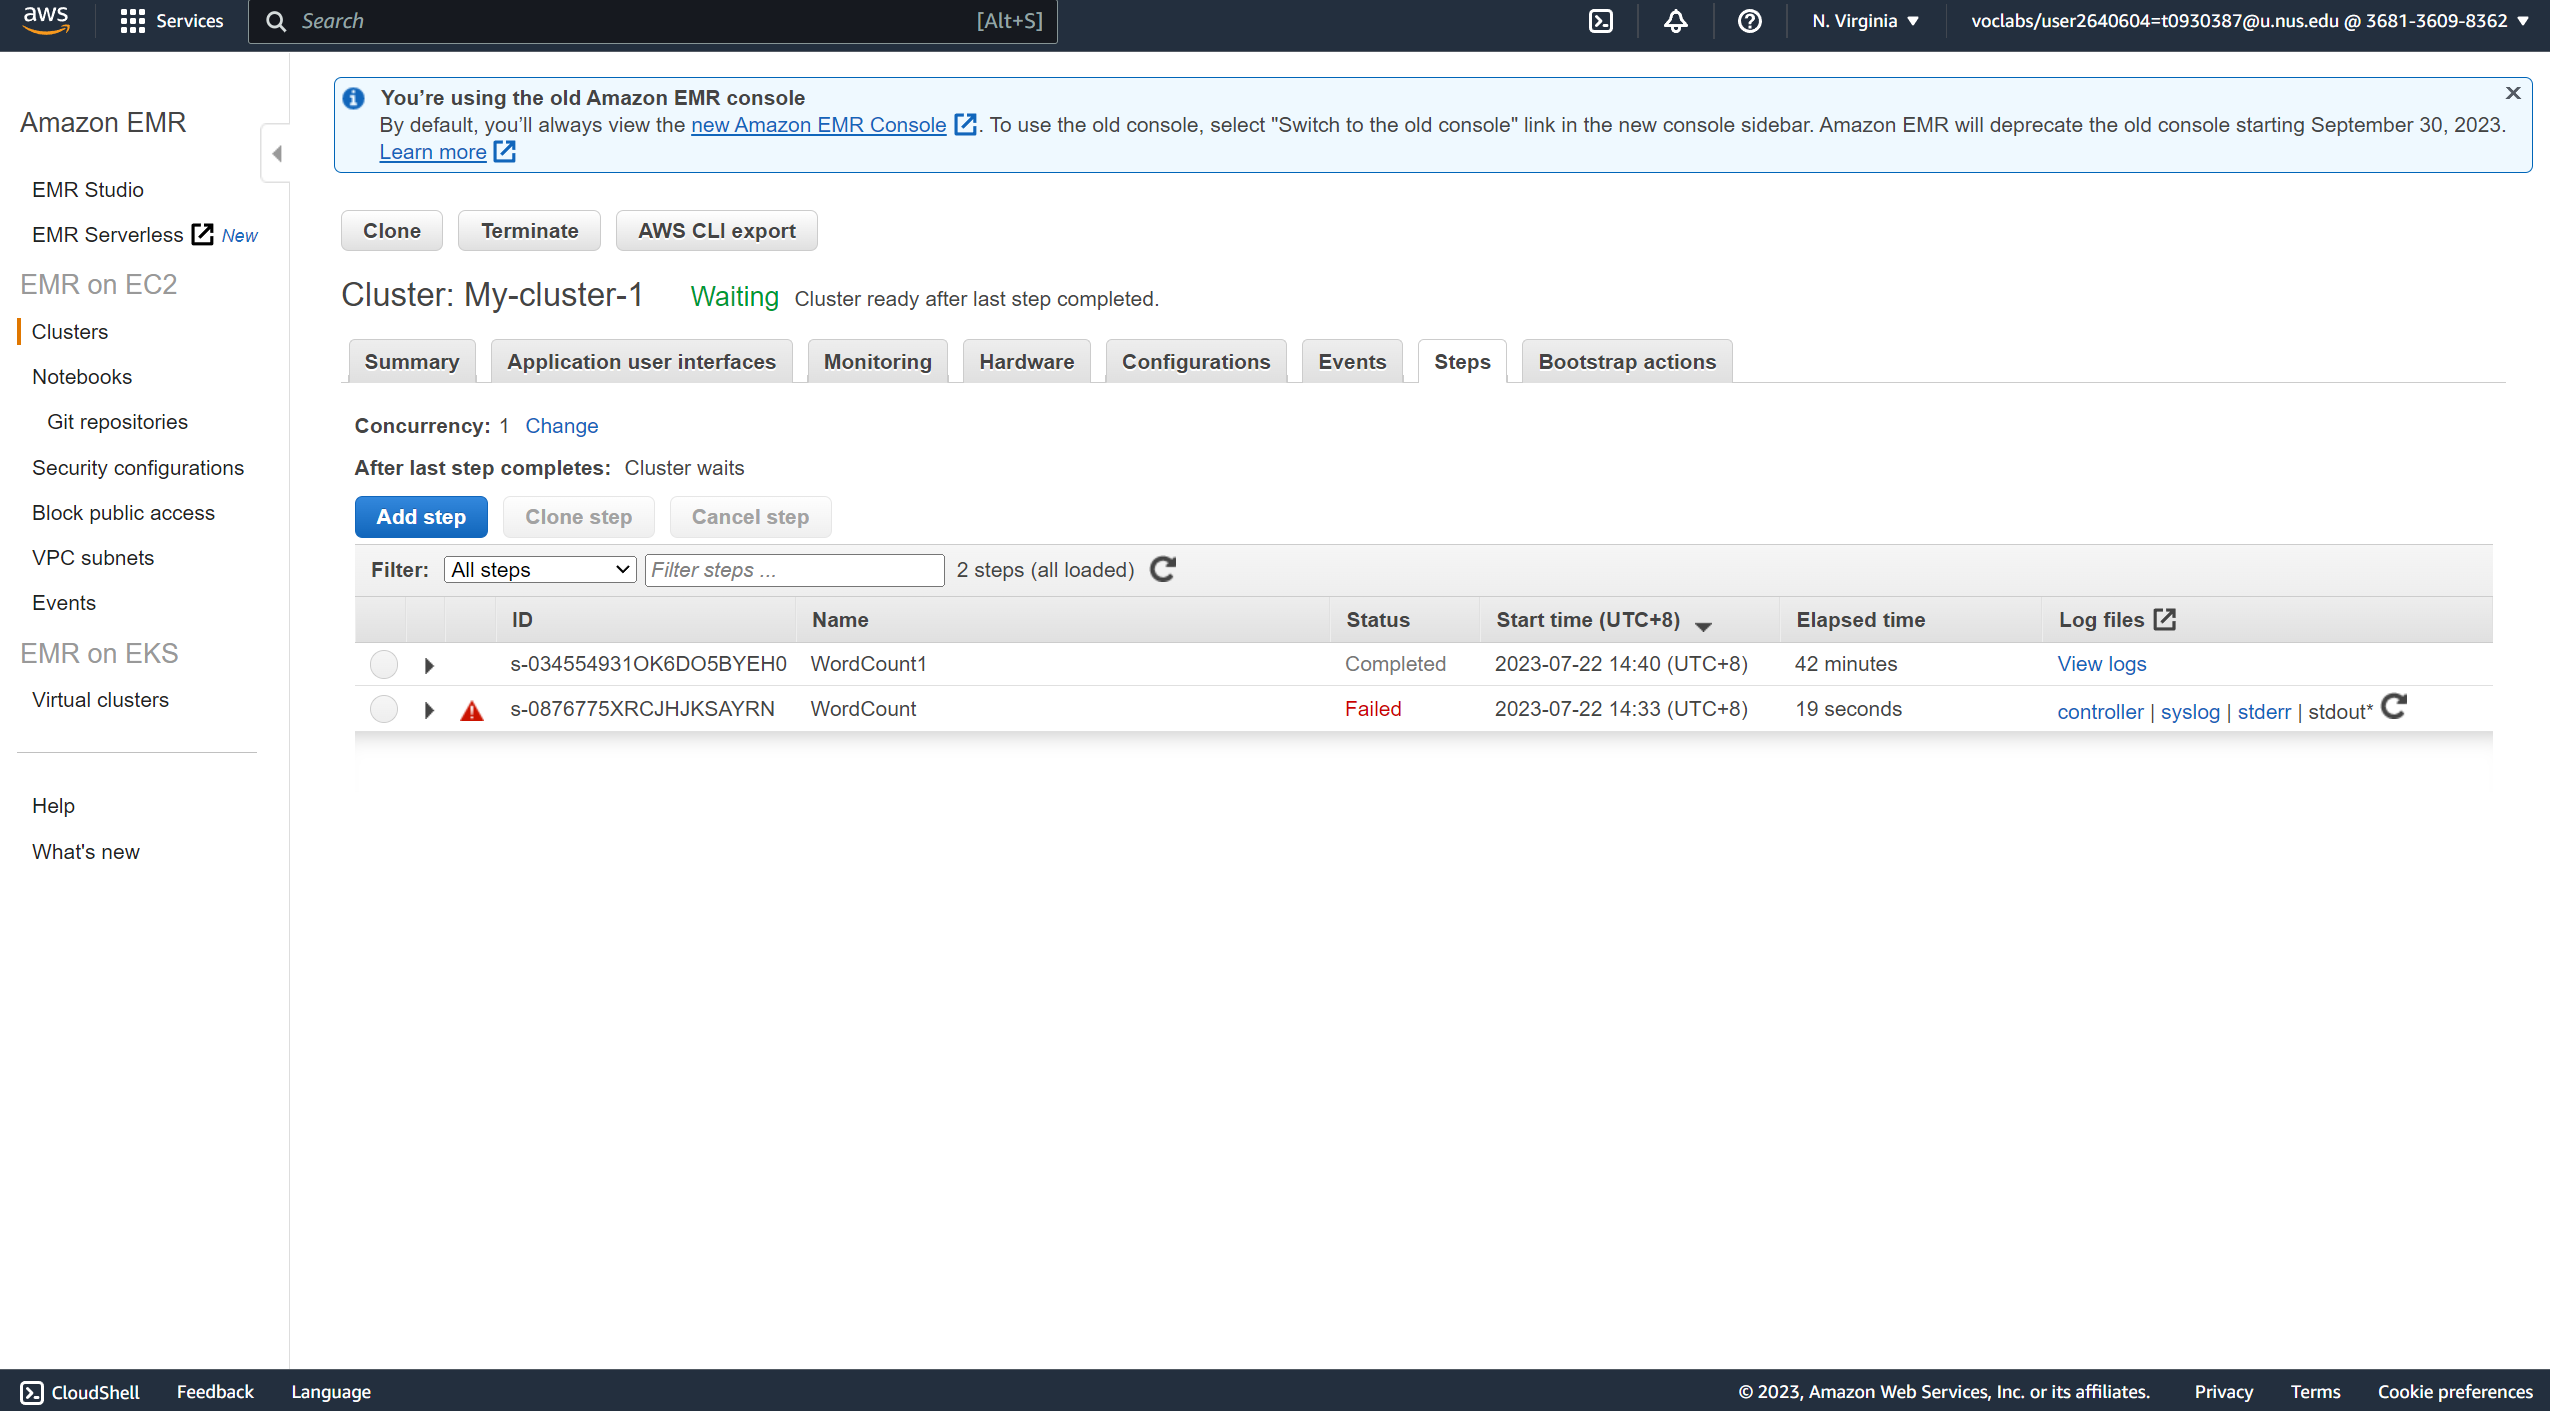 aws Services Search [Alt+S] N. Virginia voclabs/user2640604=t0930387@u.nus.edu @ 3681-3609-8362
Amazon EMR
EMR Studio
EMR Serverless New
EMR on EC2
Clusters
Notebooks
Git repositories
Security configurations
Block public access
VPC subnets
Events
EMR on EKS
Virtual clusters
Help
What's new
You’re using the old Amazon EMR console
By default, you’ll always view the new Amazon EMR Console . To use the old console, select "Switch to the old console" link in the new console sidebar. Amazon EMR will deprecate the old console starting September 30, 2023.
Learn more
Clone Terminate AWS CLI export
Cluster: My-cluster-1 Waiting Cluster ready after last step completed.
Summary Application user interfaces Monitoring Hardware Configurations Events Steps Bootstrap actions
Concurrency: 1 Change
After last step completes: Cluster waits
Add step Clone step Cancel step
Filter: All steps Filter steps ... 2 steps (all loaded)
ID Name Status Start time (UTC+8) Elapsed time Log files
s-034554931OK6DO5BYEH0 WordCount1 Completed 2023-07-22 14:40 (UTC+8) 42 minutes View logs
s-0876775XRCJHJKSAYRN WordCount Failed 2023-07-22 14:33 (UTC+8) 19 seconds controller | syslog | stderr | stdout*
CloudShell Feedback Language © 2023, Amazon Web Services, Inc. or its affiliates. Privacy Terms Cookie preferences